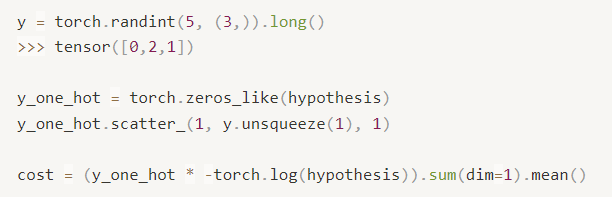 y = torch.randint(5, (3,)).long()
>>> tensor([0,2,1])
y_one_hot = torch.zeros_like(hypothesis)
y_one_hot.scatter_(1, y.unsqueeze(1), 1)
cost = (y_one_hot * -torch.log(hypothesis)).sum(dim=1).mean()